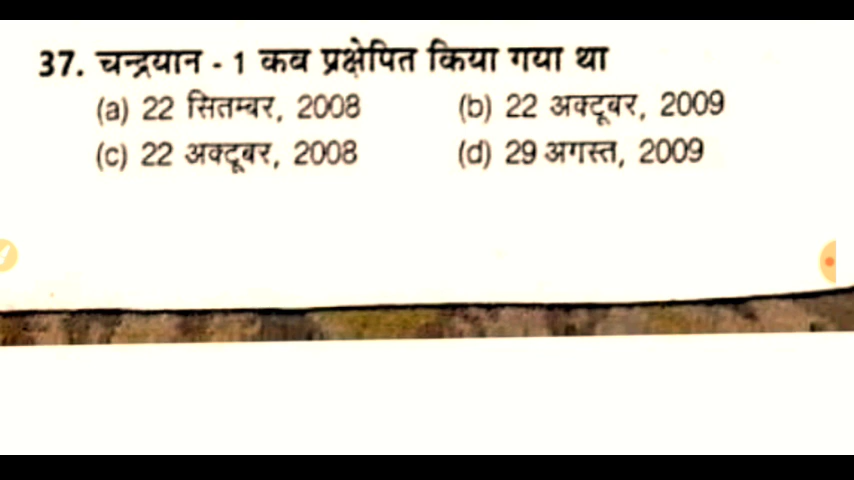 37. चन्द्रयान - 1 कब प्रक्षेपित किया गया था
(a) 22 सितम्बर, 2008 (b) 22 अक्टूबर, 2009
(c) 22 अक्टूबर, 2008 (d) 29 अगस्त, 2009